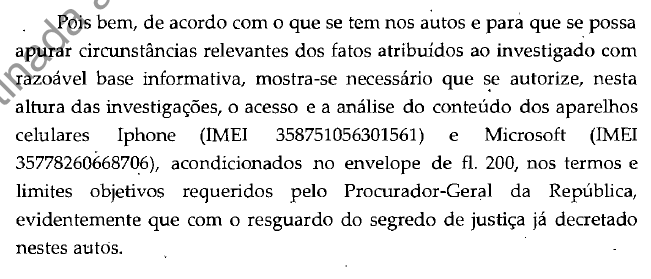 Pois bem, de acordo com o que se tem nos autos e para que se possa
apurar circunstâncias relevantes dos fatos atribuídos ao investigado com
razoável base informativa, mostra-se necessário que se autorize, nesta
altura das investigações, o acesso e a análise do conteúdo dos aparelhos
celulares Iphone (IMEI 358751056301561) e Microsoft (IMEI
35778260668706), acondicionados no envelope de fl. 200, nos termos e
limites objetivos requeridos pelo Procurador-Geral da República,
evidentemente que com o resguardo do segredo de justiça já decretado
nestes autos.